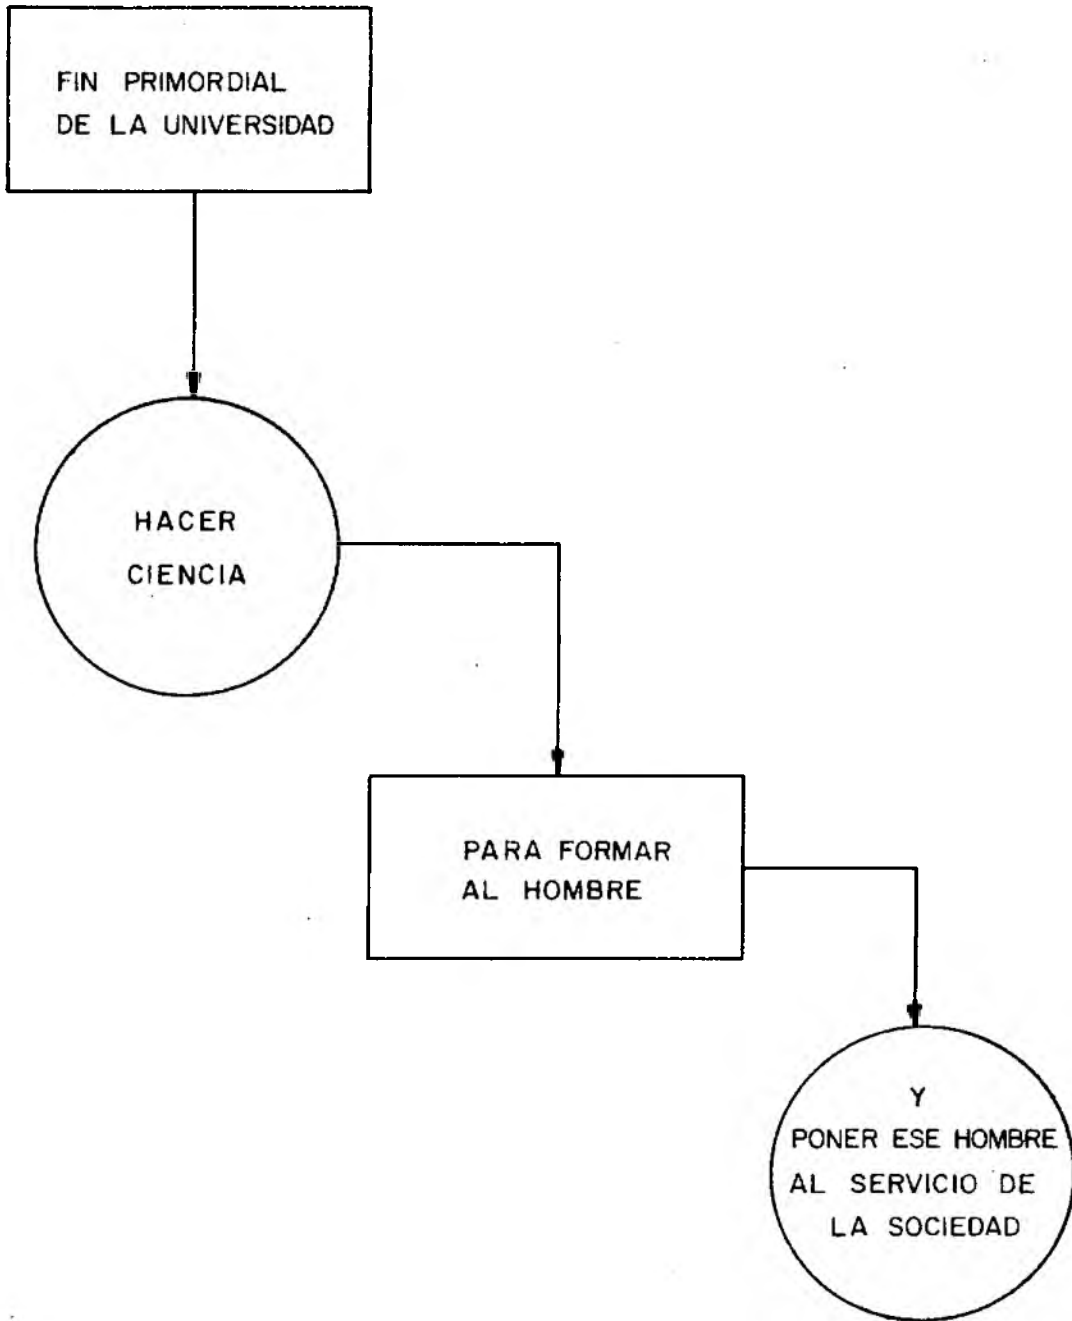 FIN PRIMORDIAL
DE LA UNIVERSIDAD
HACER
CIENCIA
PARA FORMAR
AL HOMBRE
Y
PONER ESE HOMBRE
AL SERVICIO DE
LA SOCIEDAD